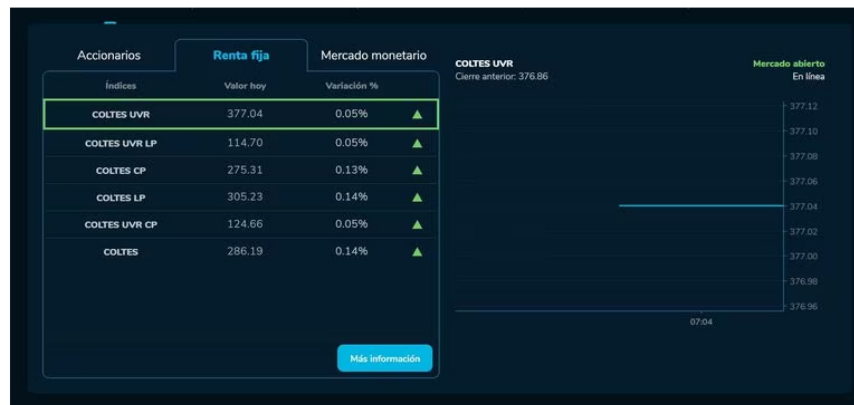 Accionarios Renta fija Mercado monetario
Índices Valor hoy Variación %
COLTES UVR 377.04 0.05%
COLTES UVR LP 114.70 0.05%
COLTES CP 275.31 0.13%
COLTES LP 305.23 0.14%
COLTES UVR CP 124.66 0.05%
COLTES 286.19 0.14%
Más información
COLTES UVR Mercado abierto
Cierre anterior: 376.86 En línea
377.12
377.10
377.08
377.06
377.04
377.02
377.00
376.98
376.96
07:04